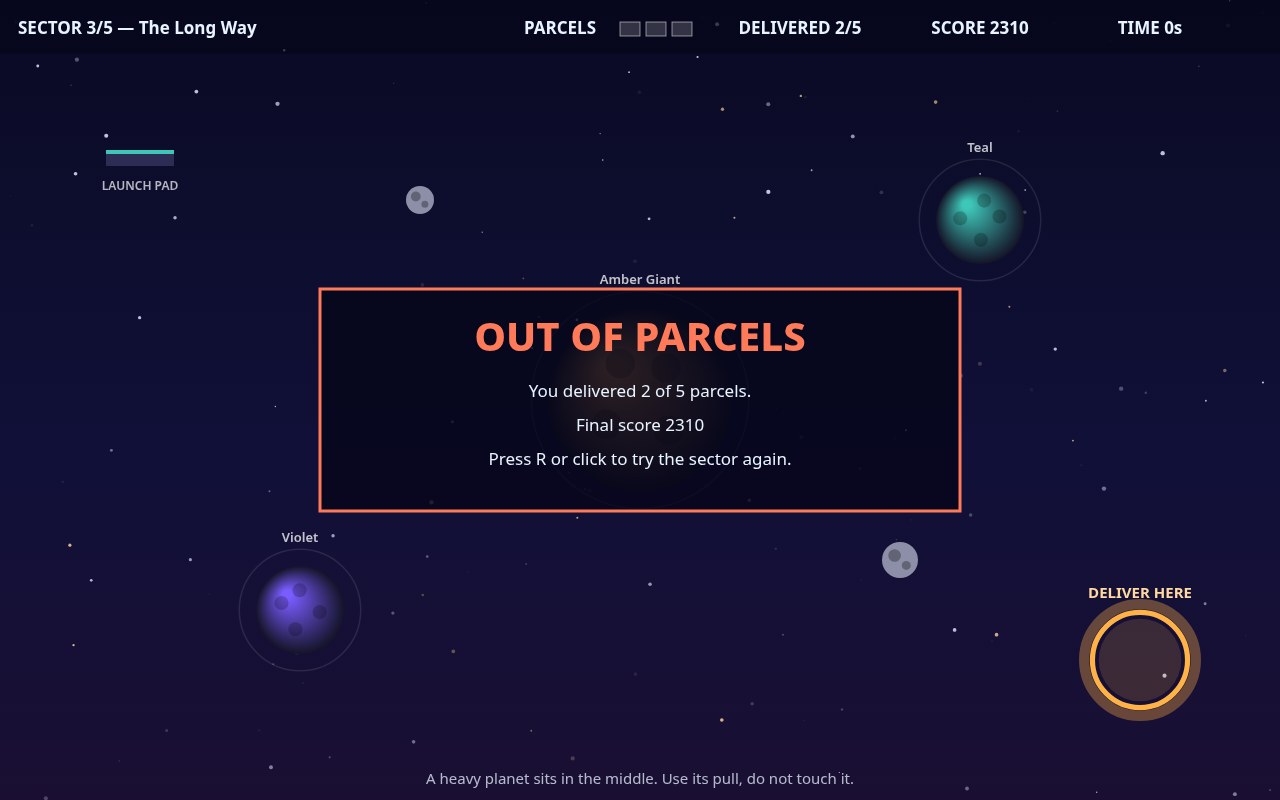 SECTOR 3/5 — The Long Way PARCELS DELIVERED 2/5 SCORE 2310 TIME 0s
Teal
LAUNCH PAD
Amber Giant
OUT OF PARCELS
You delivered 2 of 5 parcels.
Final score 2310
Press R or click to try the sector again.
Violet
DELIVER HERE
A heavy planet sits in the middle. Use its pull, do not touch it.